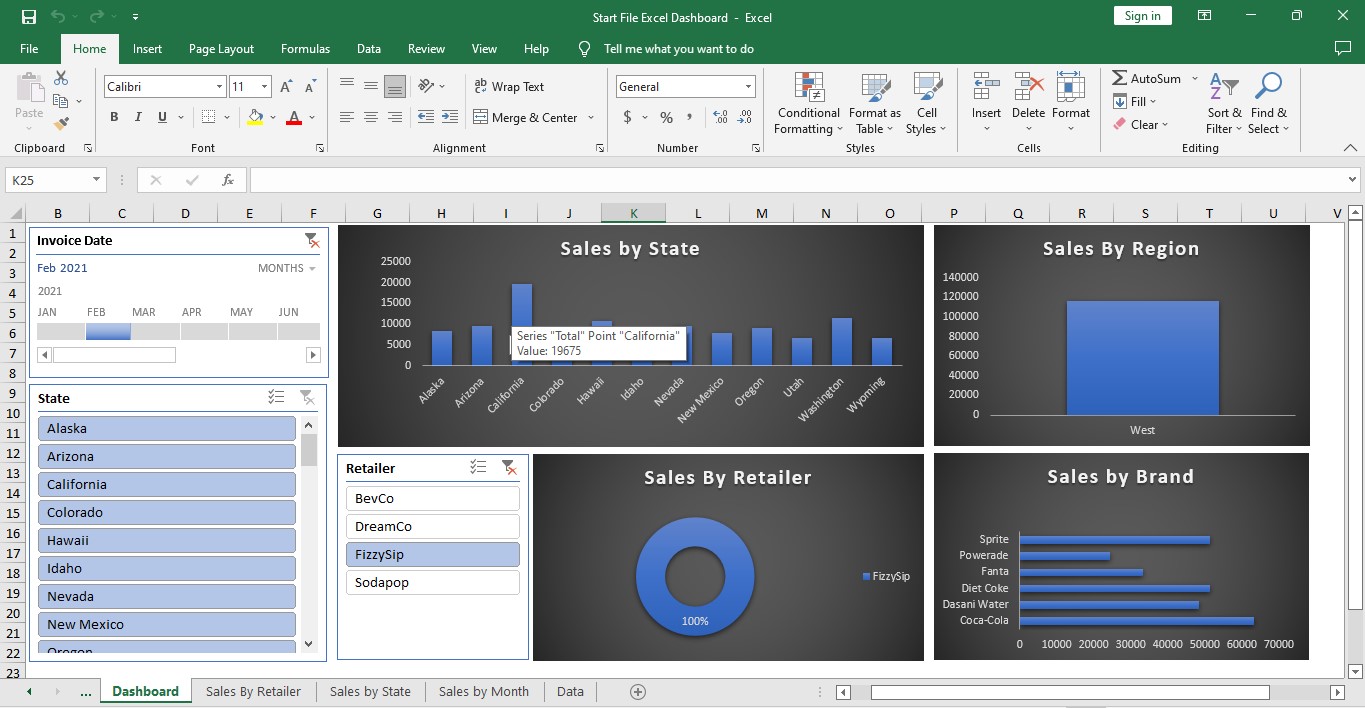 Start File Excel Dashboard - Excel
Sign in
File Home Insert Page Layout Formulas Data Review View Help Tell me what you want to do
Paste
Clipboard
Calibri 11
B I U
Font
Wrap Text
Merge & Center
Alignment
General
$ % ,
Number
Conditional Formatting
Format as Table
Cell Styles
Styles
Insert Delete Format
Cells
AutoSum
Fill
Clear
Sort & Filter
Find & Select
Editing
K25
fx
B C D E F G H I J K L M N O P Q R S T U V
1
2
3
4
5
6
7
8
9
10
11
12
13
14
15
16
17
18
19
20
21
22
23
Invoice Date
Feb 2021 MONTHS
2021
JAN FEB MAR APR MAY JUN
State
Alaska
Arizona
California
Colorado
Hawaii
Idaho
Nevada
New Mexico
Oregon
Sales by State
25000
20000
15000
10000
5000
0
Alaska Arizona California Colorado Hawaii Idaho Nevada New Mexico Oregon Utah Washington Wyoming
Series "Total" Point "California"
Value: 19675
Sales By Region
140000
120000
100000
80000
60000
40000
20000
0
West
Retailer
BevCo
DreamCo
FizzySip
Sodapop
Sales By Retailer
FizzySip
100%
Sales by Brand
Sprite
Powerade
Fanta
Diet Coke
Dasani Water
Coca-Cola
0 10000 20000 30000 40000 50000 60000 70000
... Dashboard Sales By Retailer Sales by State Sales by Month Data